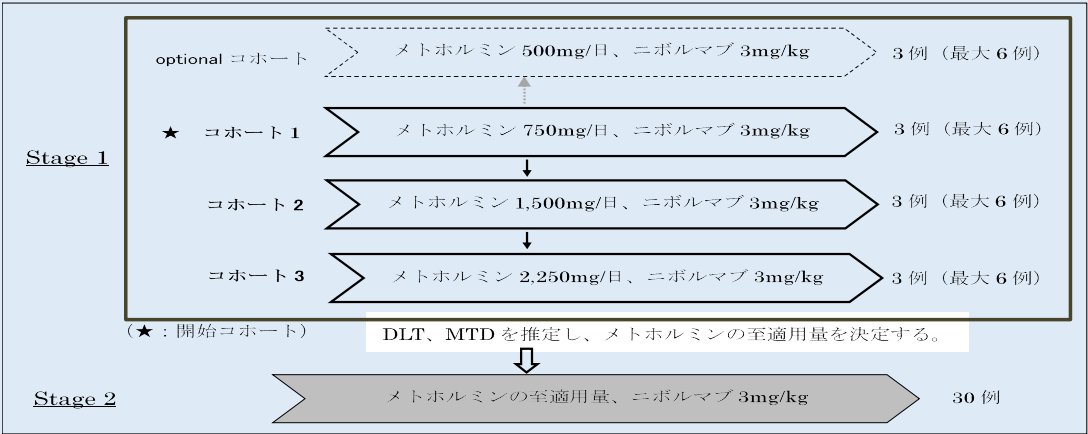 optional コホート
メトホルミン 500mg/日、ニボルマブ 3mg/kg
3 例（最大 6 例）
★ コホート 1
メトホルミン 750mg/日、ニボルマブ 3mg/kg
3 例（最大 6 例）
Stage 1
コホート 2
メトホルミン 1,500mg/日、ニボルマブ 3mg/kg
3 例（最大 6 例）
コホート 3
メトホルミン 2,250mg/日、ニボルマブ 3mg/kg
3 例（最大 6 例）
（★：開始コホート）
DLT、MTD を推定し、メトホルミンの至適用量を決定する。
Stage 2
メトホルミンの至適用量、ニボルマブ 3mg/kg
30 例